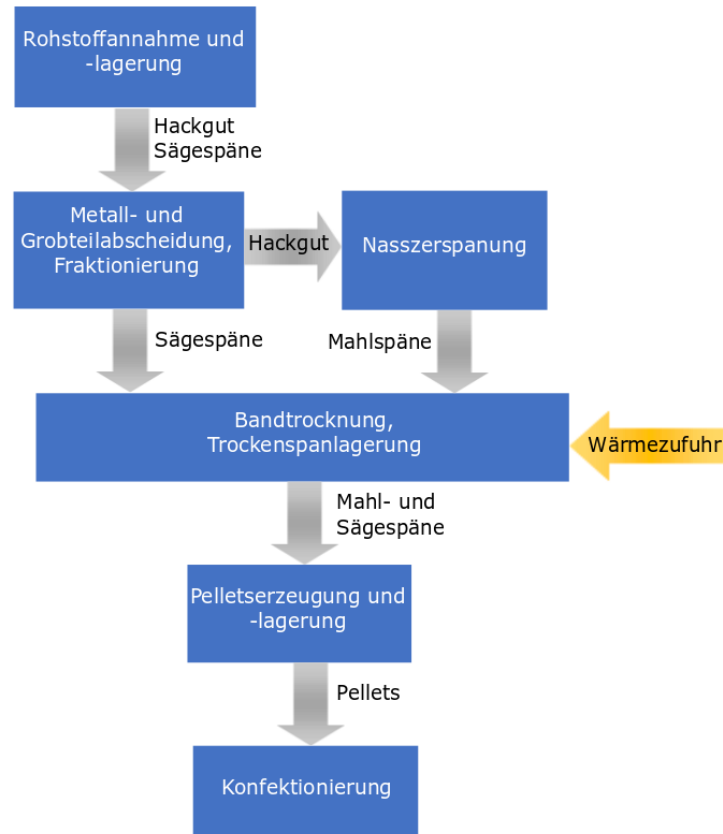 Rohstoffannahme und
-lagerung
Hackgut
Sägespäne
Metall- und
Grobteilabscheidung,
Fraktionierung
Hackgut
Nasszerspanung
Sägespäne
Mahlspäne
Bandtrocknung,
Trockenspanlagerung
Wärmezufuhr
Mahl- und
Sägespäne
Pelletserzeugung und
-lagerung
Pellets
Konfektionierung